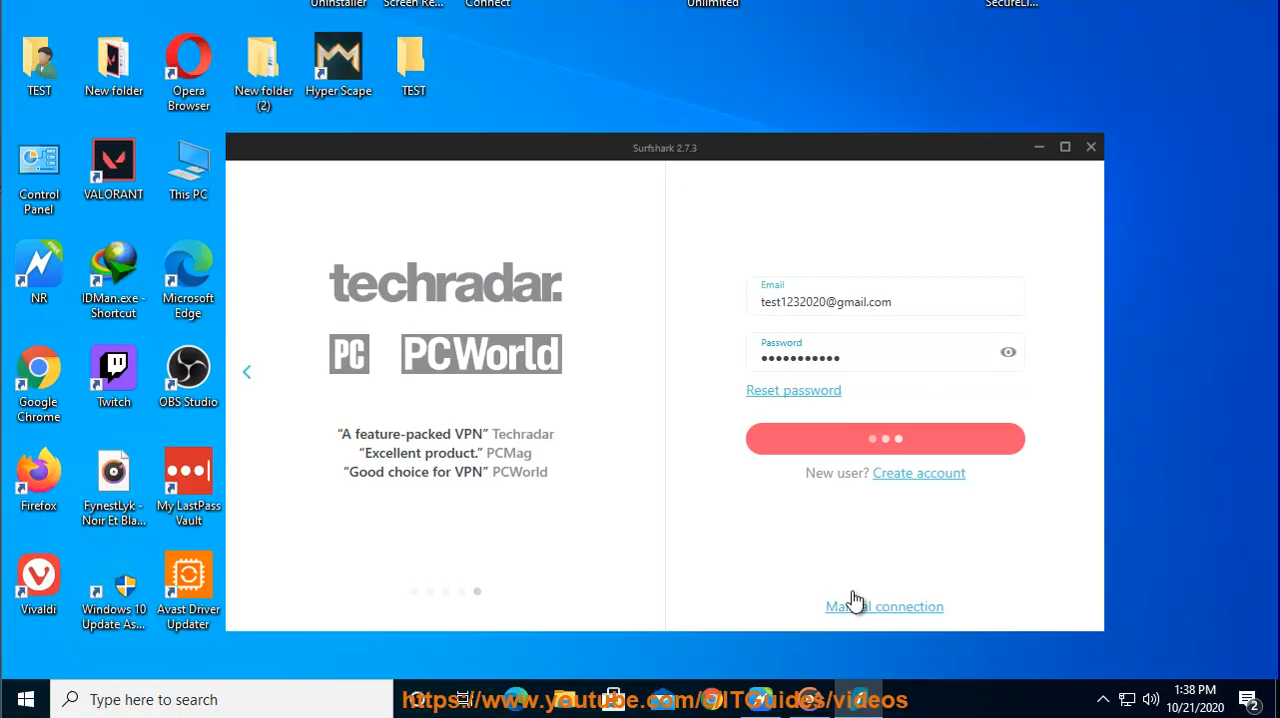 Uninstaller
Screen Re...
Connect
Unlimited
SecureLi...
TEST
New folder
Opera
Browser
New folder
(2)
Hyper Scape
TEST
Control
Panel
VALORANT
This PC
NR
IDMan.exe -
Shortcut
Microsoft
Edge
Google
Chrome
Twitch
OBS Studio
Firefox
FynestLyk -
Noir Et Bla...
My LastPass
Vault
Vivaldi
Windows 10
Update As...
Avast Driver
Updater
Surfshark 2.7.3
techradar.
PC
PCWorld
“A feature-packed VPN” Techradar
“Excellent product.” PCMag
“Good choice for VPN” PCWorld
Email
test1232020@gmail.com
Password
Reset password
New user? Create account
Manual connection
Type here to search
https://www.youtube.com/@ITGuides/videos
1:38 PM
10/21/2020
2